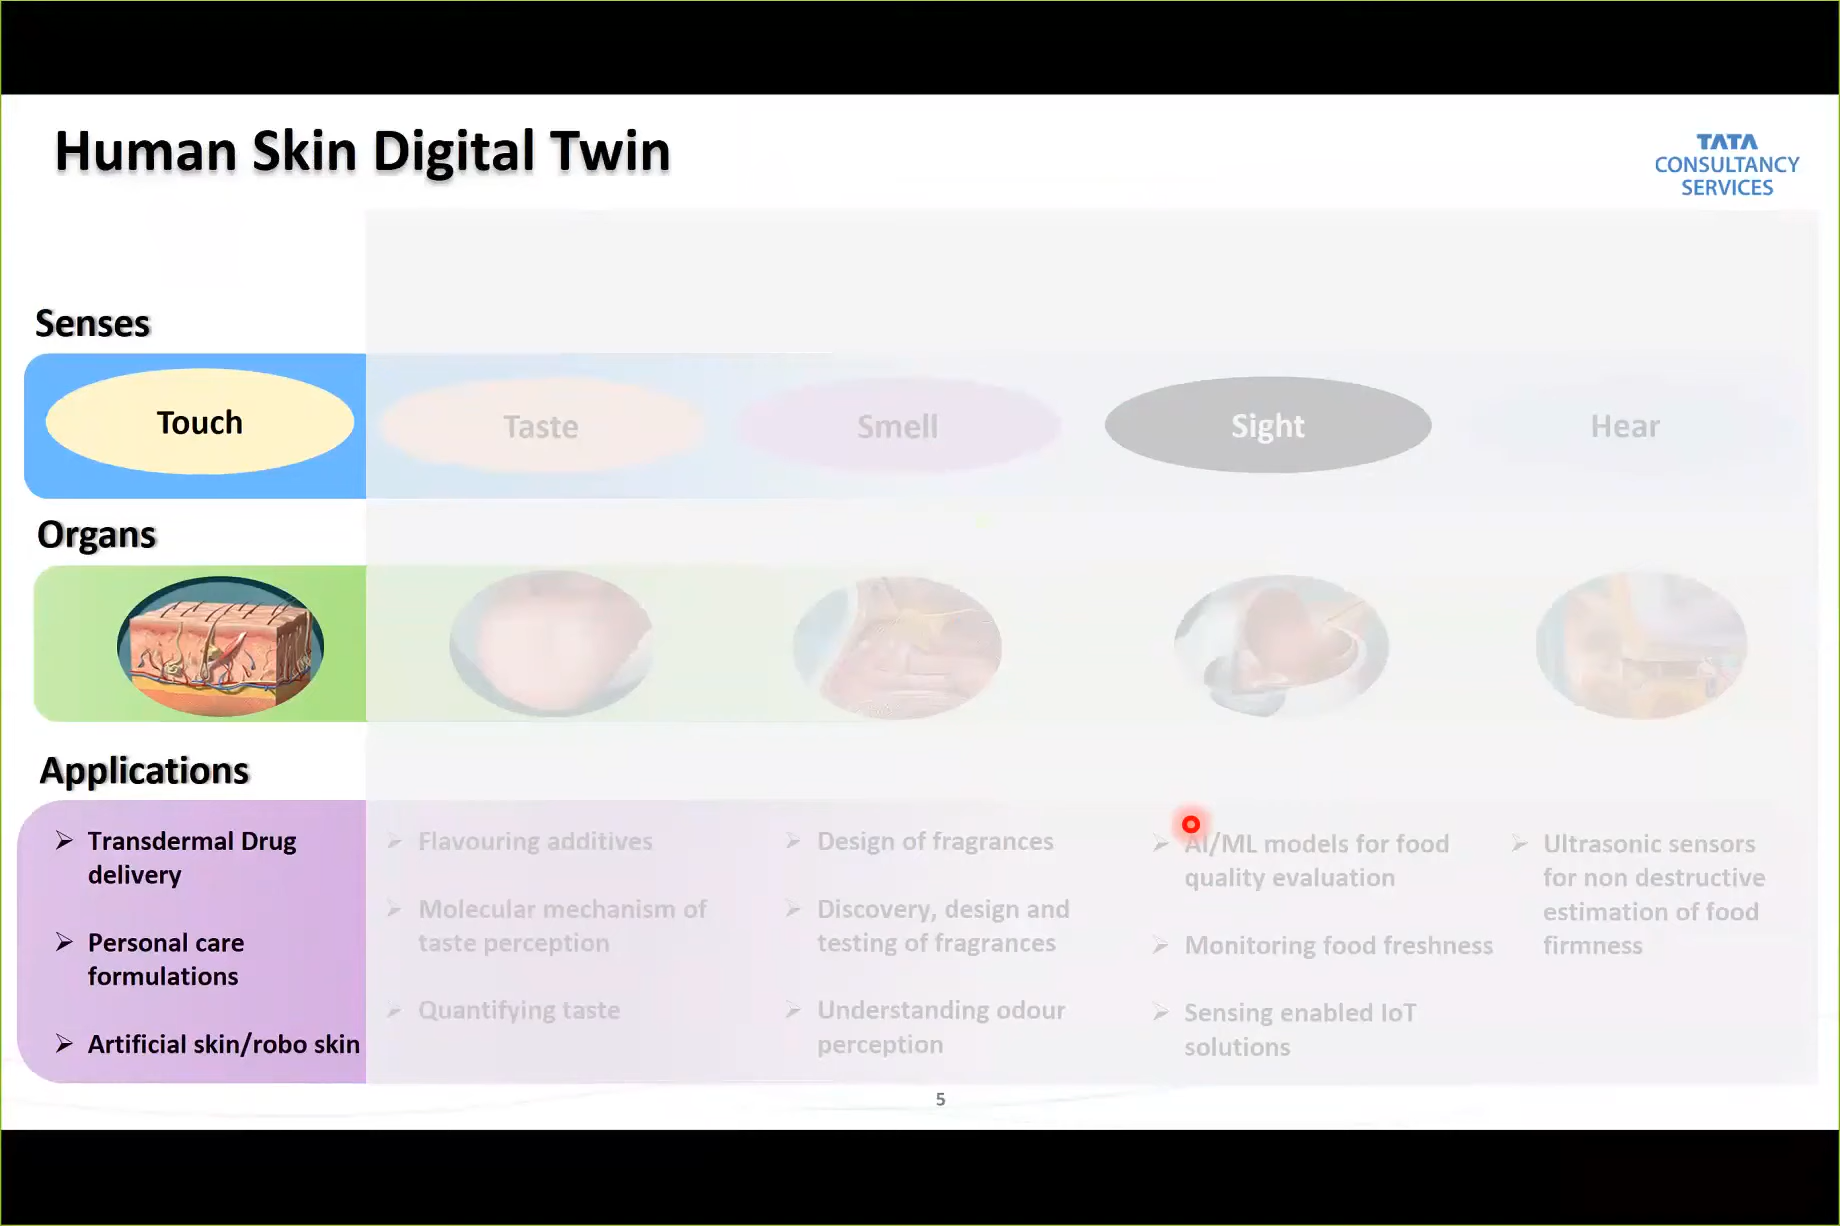 Human Skin Digital Twin
TATA
CONSULTANCY
SERVICES
Senses
Touch
Taste
Smell
Sight
Hear
Organs
Applications
Transdermal Drug
delivery
Personal care
formulations
Artificial skin/robo skin
Flavouring additives
Molecular mechanism of
taste perception
Quantifying taste
Design of fragrances
Discovery, design and
testing of fragrances
Understanding odour
perception
AI/ML models for food
quality evaluation
Monitoring food freshness
Sensing enabled IoT
solutions
Ultrasonic sensors
for non destructive
estimation of food
firmness
5